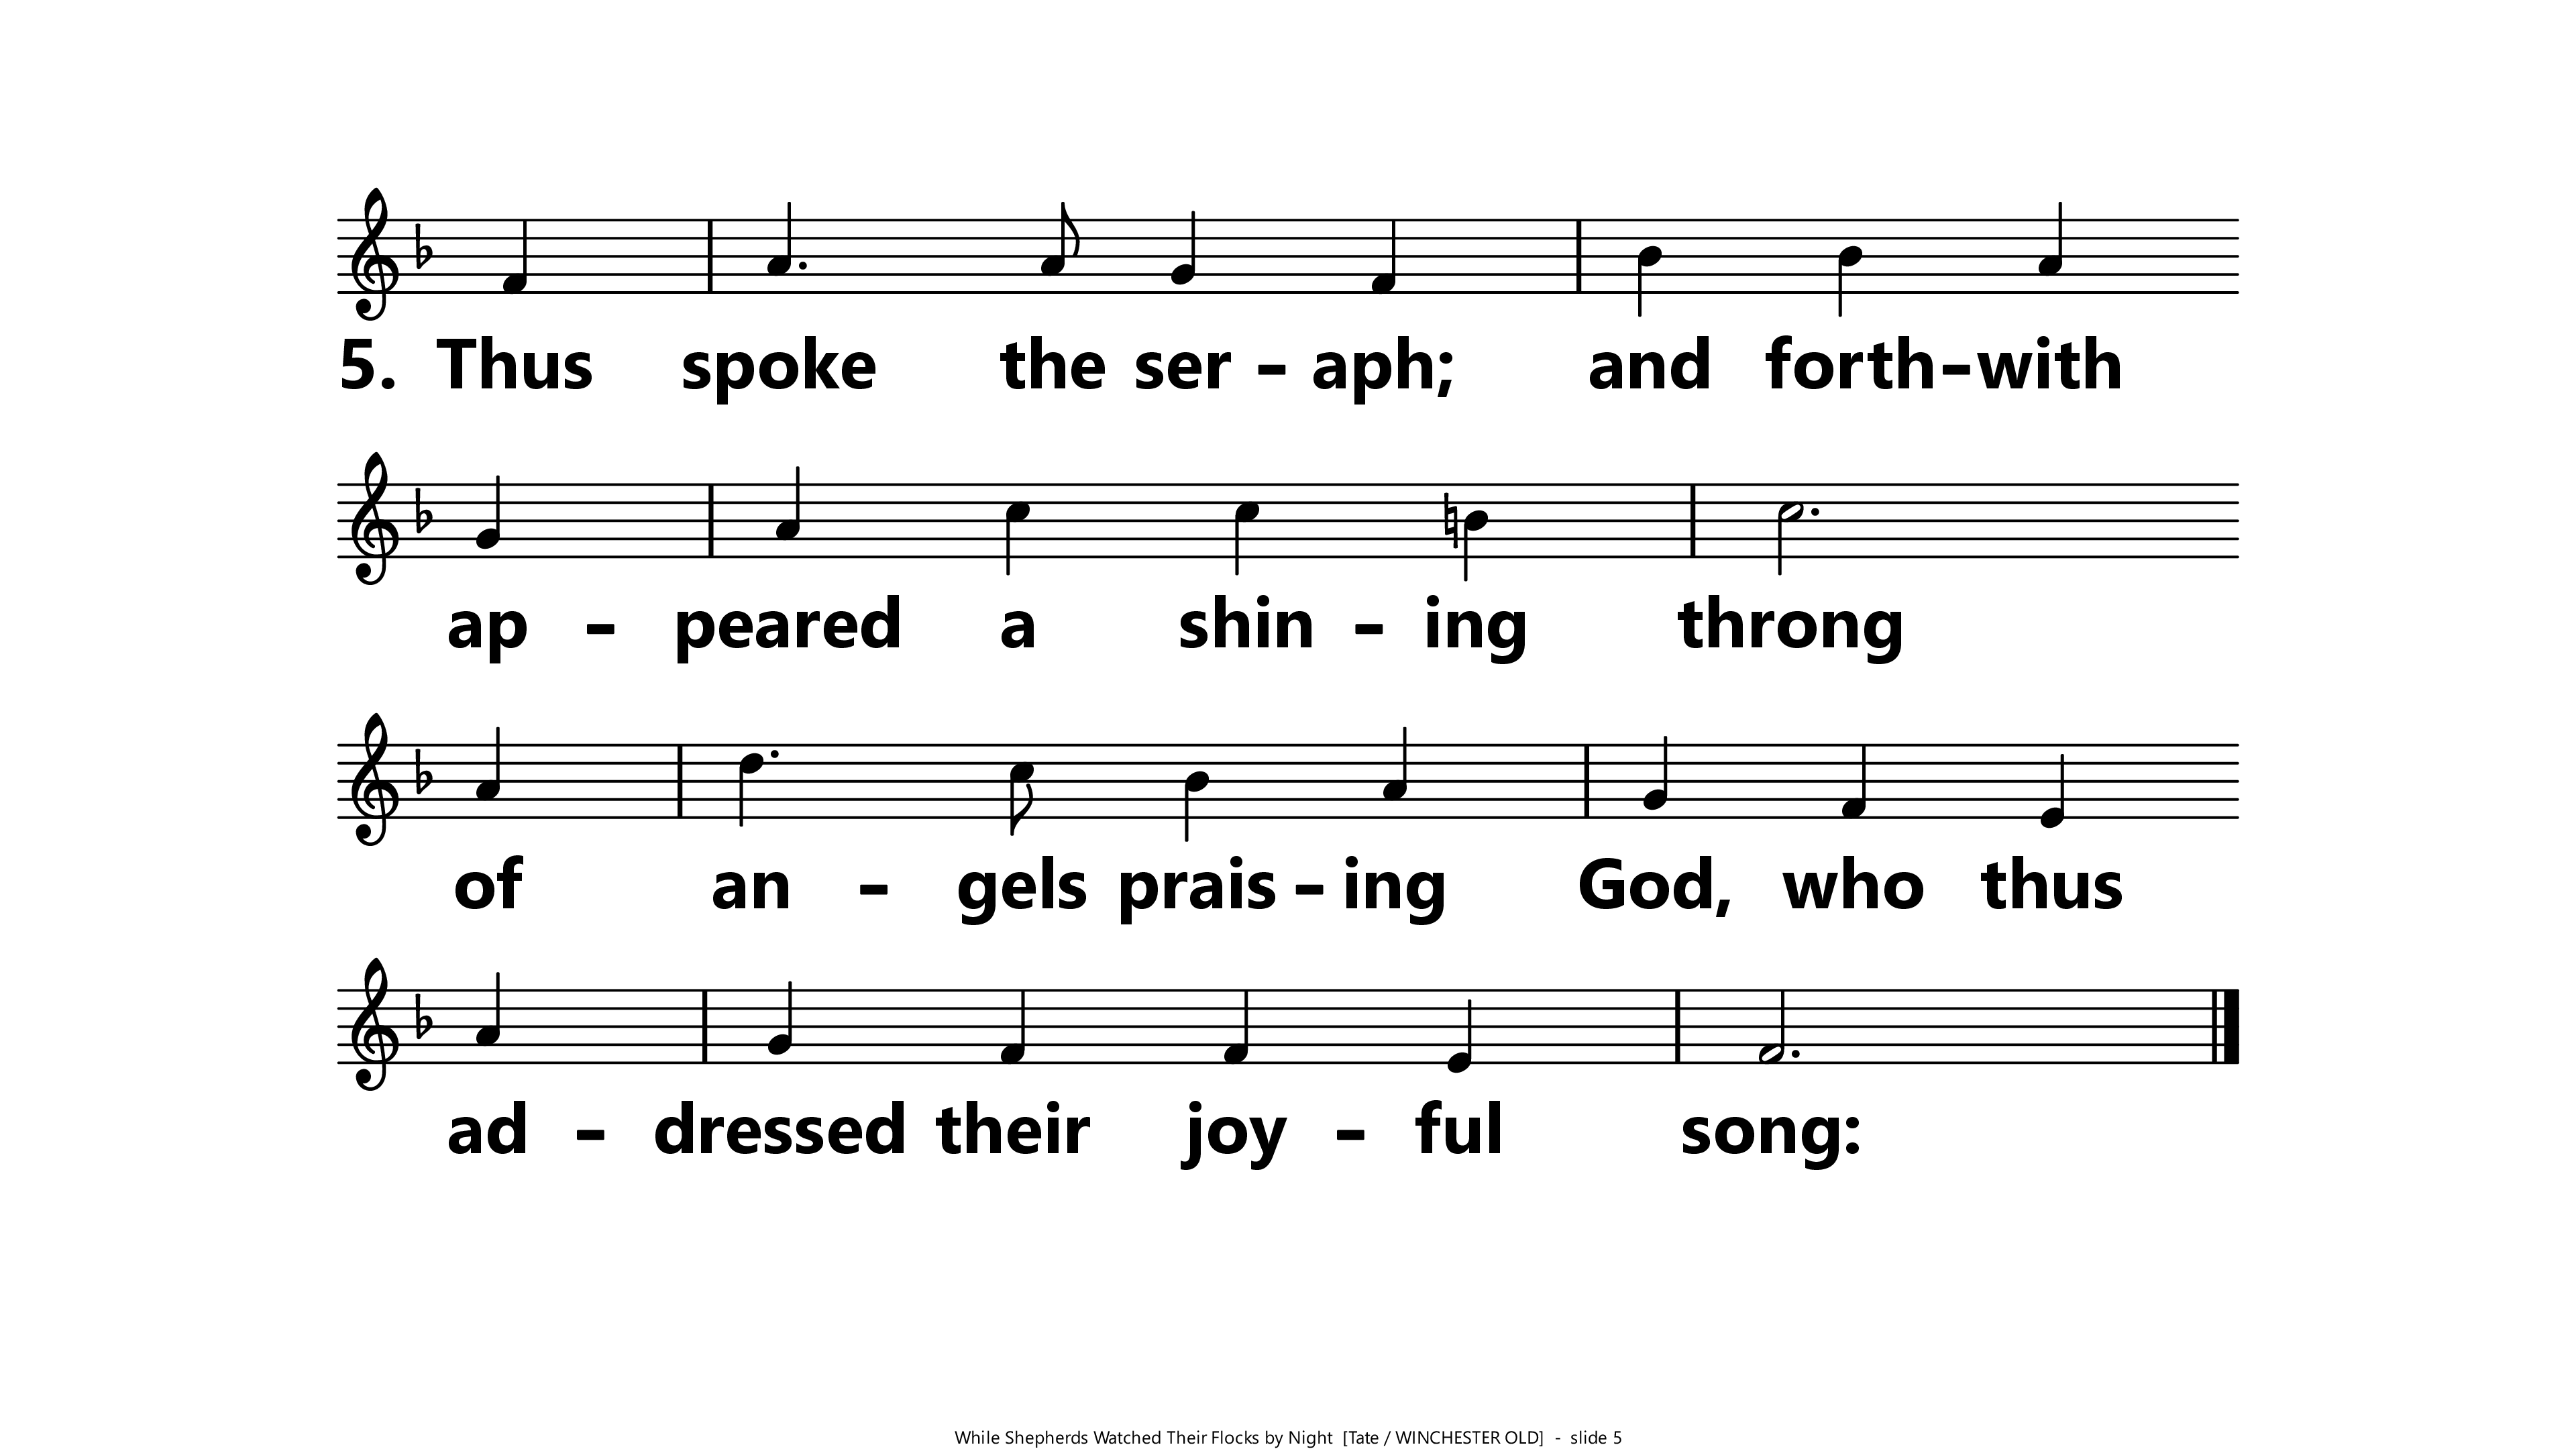 5. Thus spoke the ser - aph; and forth-with
ap - peared a shin - ing throng
of an - gels prais - ing God, who thus
ad - dressed their joy - ful song:
While Shepherds Watched Their Flocks by Night [Tate / WINCHESTER OLD] - slide 5